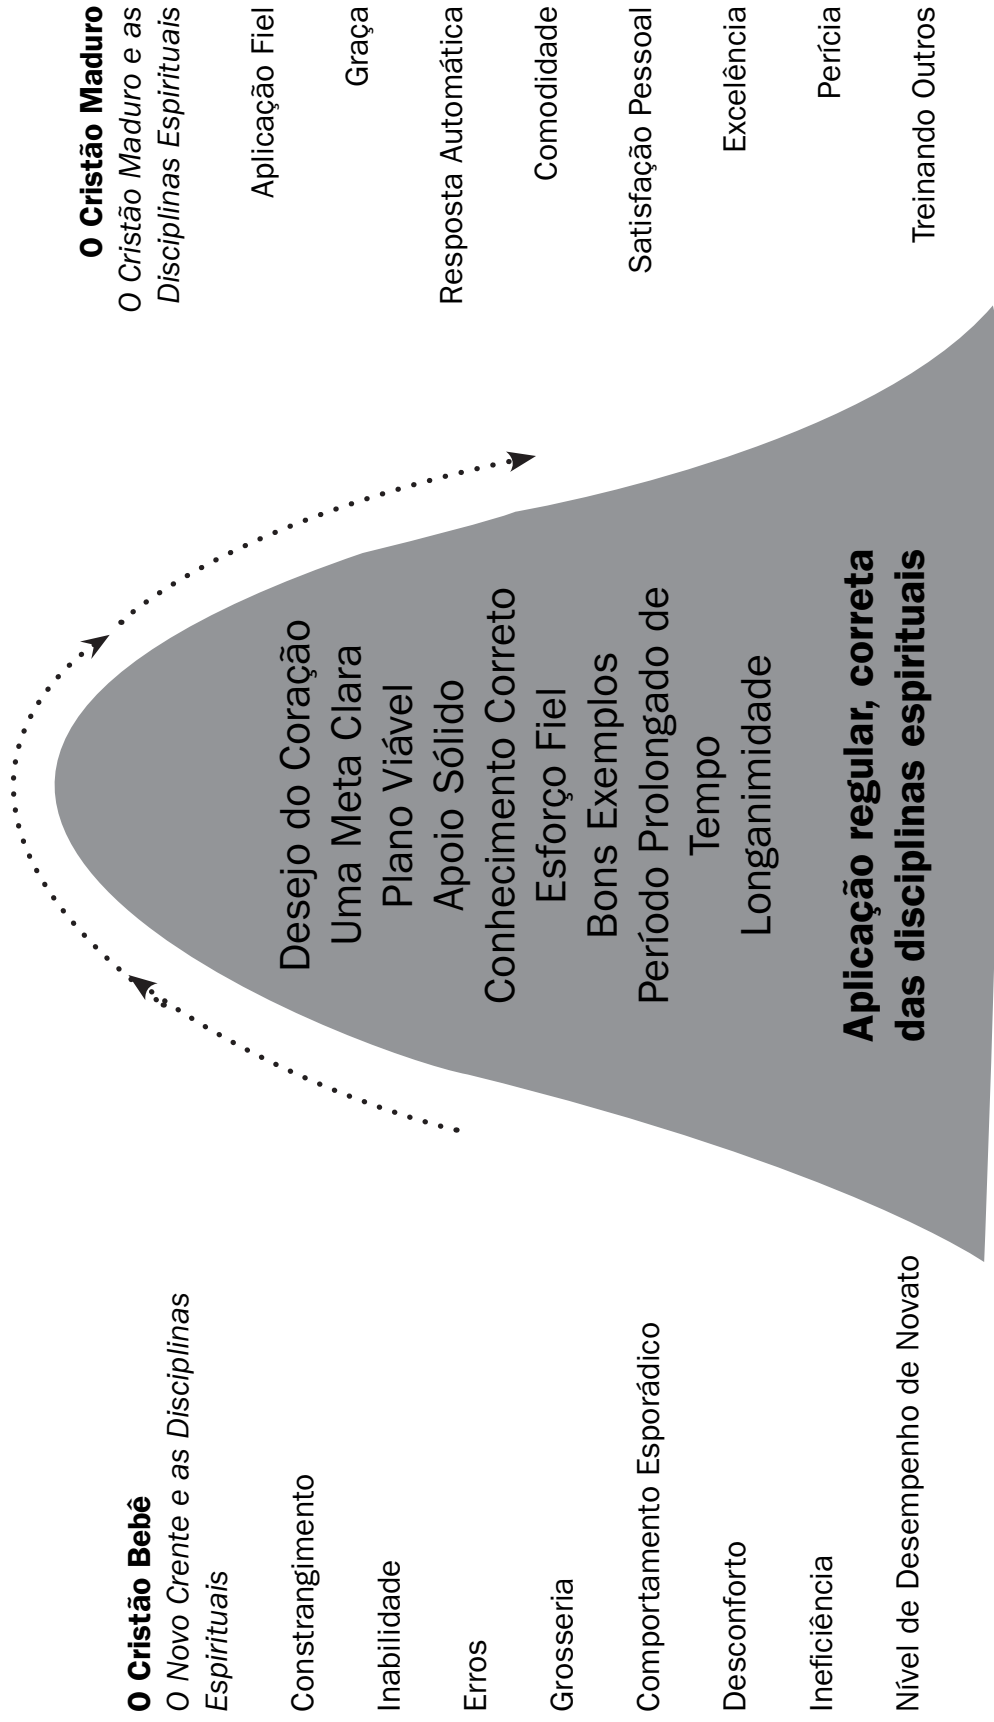 O Cristão Bebê
O Novo Crente e as Disciplinas
Espirituais
Constrangimento
Inabilidade
Erros
Grosseria
Comportamento Esporádico
Desconforto
Ineficiência
Nível de Desempenho de Novato
Desejo do Coração
Uma Meta Clara
Plano Viável
Apoio Sólido
Conhecimento Correto
Esforço Fiel
Bons Exemplos
Período Prolongado de
Tempo
Longanimidade
Aplicação regular, correta
das disciplinas espirituais
O Cristão Maduro
O Cristão Maduro e as
Disciplinas Espirituais
Aplicação Fiel
Graça
Resposta Automática
Comodidade
Satisfação Pessoal
Excelência
Perícia
Treinando Outros